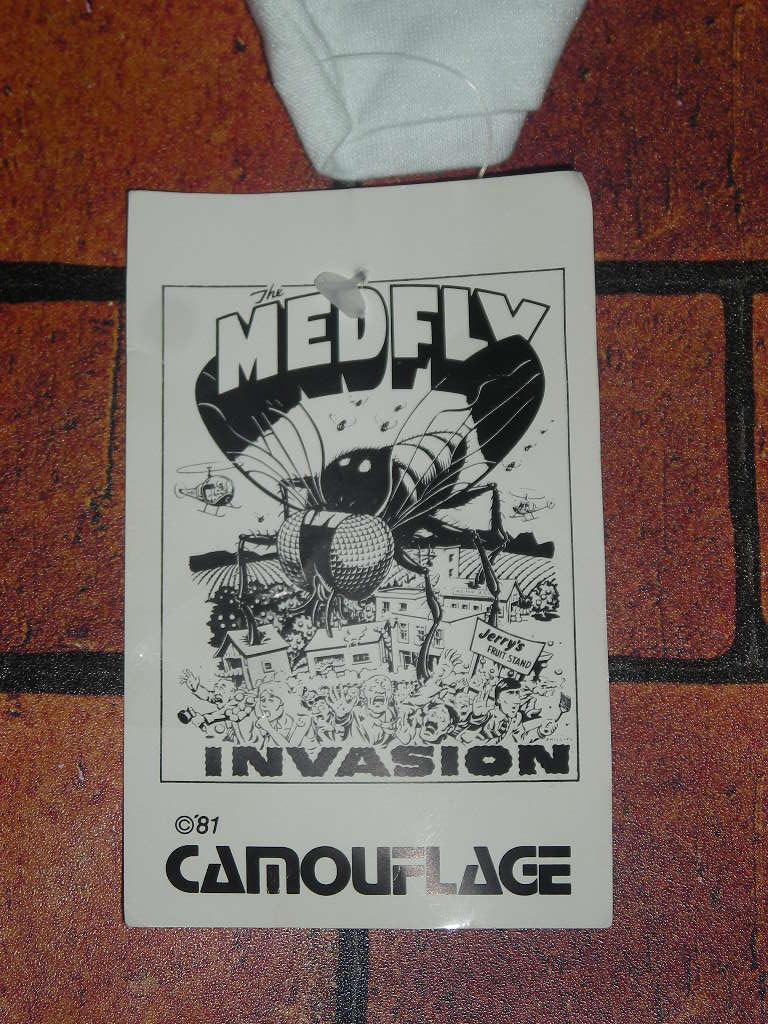 The
MEDFLY
Jerry's
FRUIT STAND
INVASION
©'81
CAMOUFLAGE